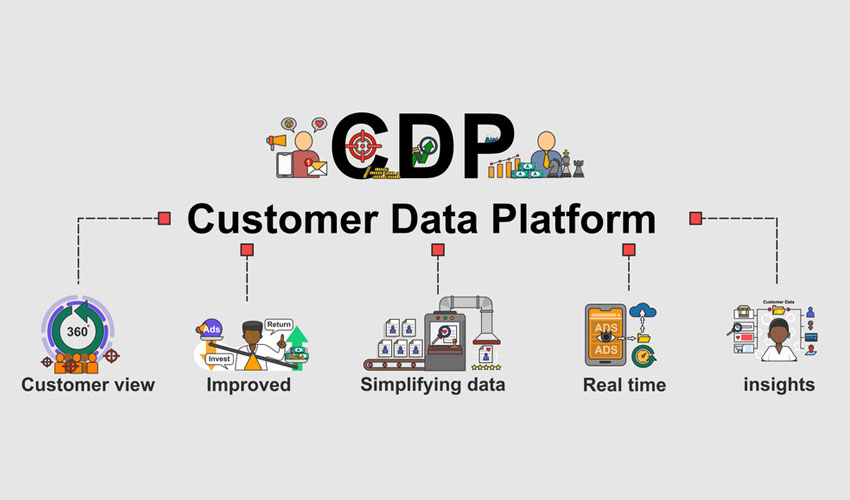 CDP
Customer Data Platform
360°
Customer view
Ads
Invest
Return
Improved
Simplifying data
ADS
ADS
Real time
Customer Data
insights